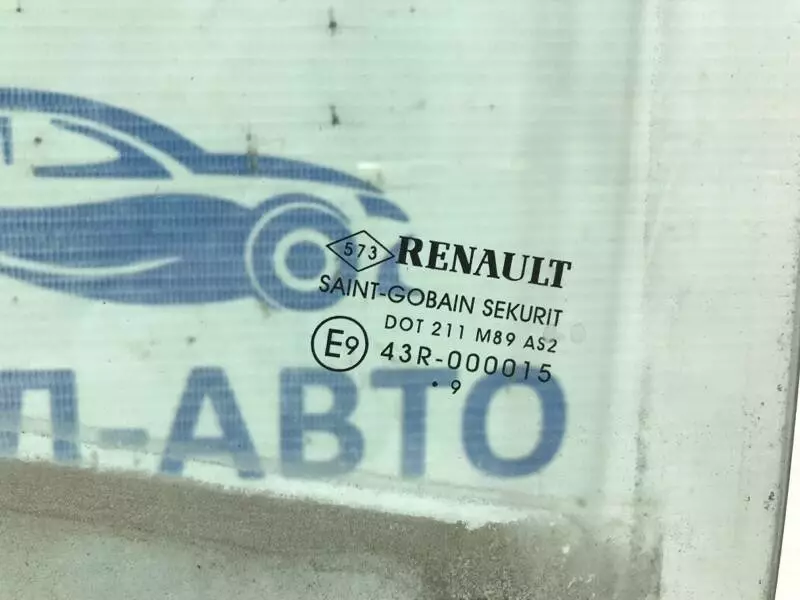 573 RENAULT
SAINT-GOBAIN SEKURIT
DOT 211 M89 AS2
E9 43R-000015
. 9
П-АВТО